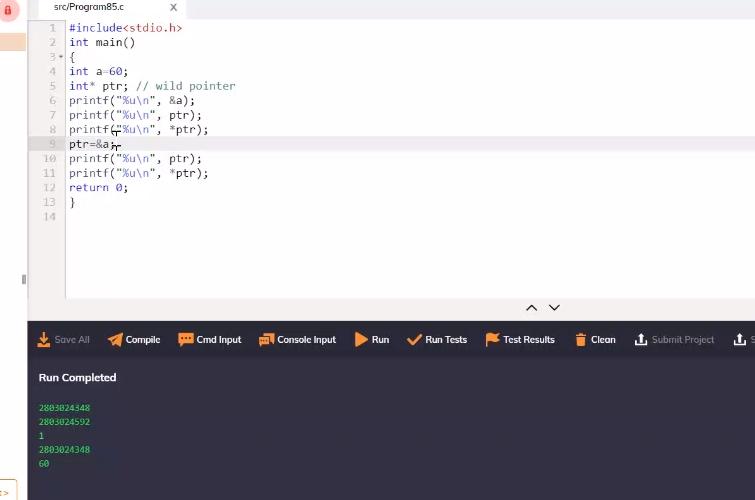 src/Program85.c X
1 #include<stdio.h>
2 int main()
3 {
4 int a=60;
5 int* ptr; // wild pointer
6 printf("%u\n", &a);
7 printf("%u\n", ptr);
8 printf("%u\n", *ptr);
9 ptr=&a;
10 printf("%u\n", ptr);
11 printf("%u\n", *ptr);
12 return 0;
13 }
14
Save All Compile Cmd Input Console Input Run Run Tests Test Results Clean Submit Project S
Run Completed
2803024348
2803024592
1
2803024348
60